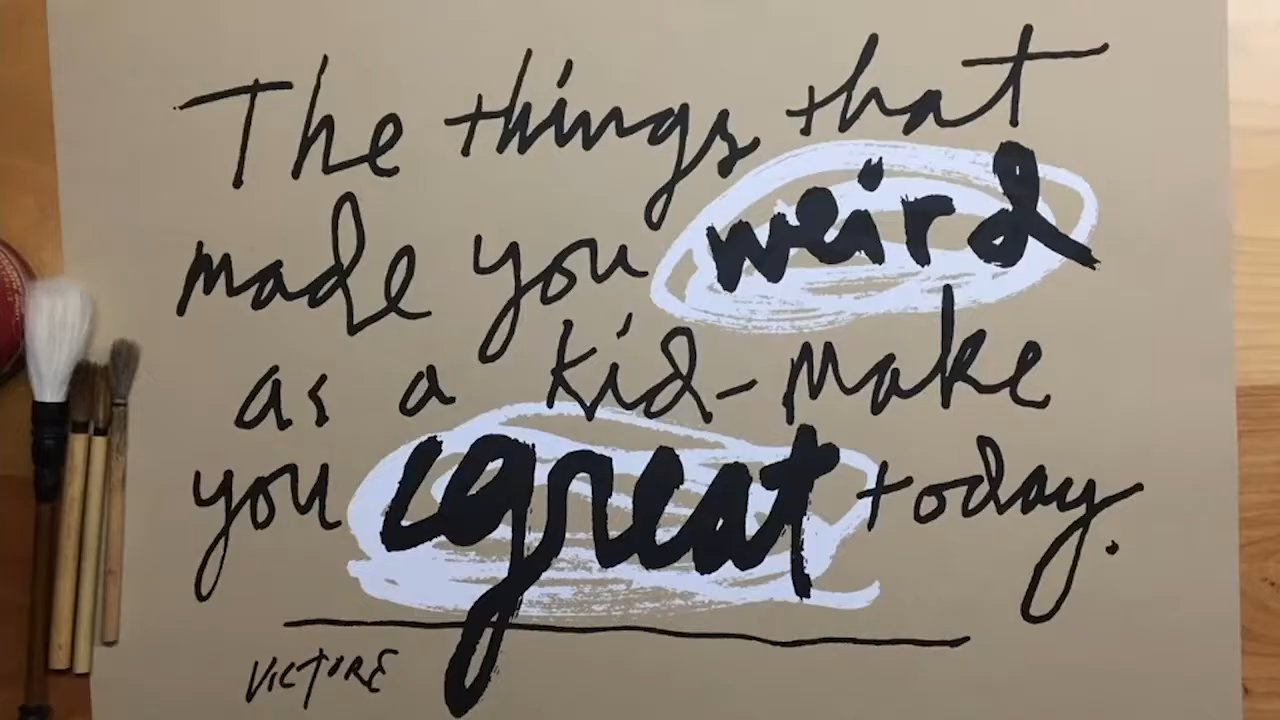 The things that
made you weird
as a kid-make
you great today.
VICTORE